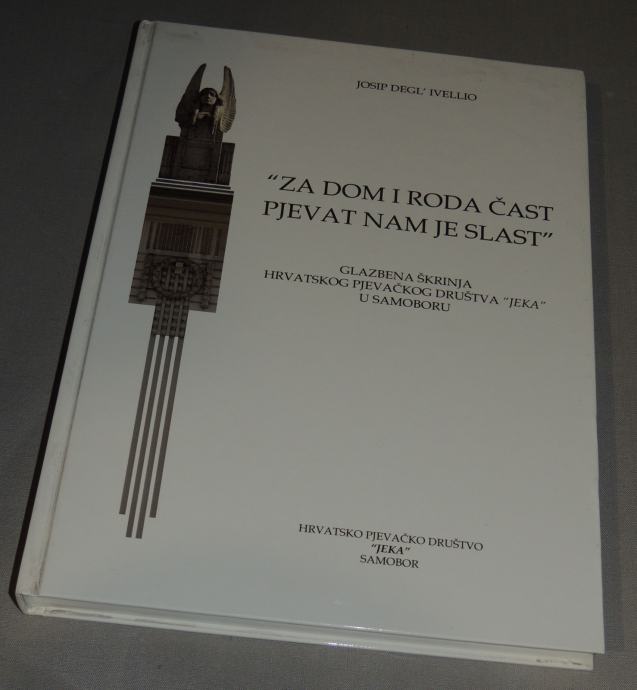 JOSIP DEGL' IVELLIO
"ZA DOM I RODA ČAST
PJEVAT NAM JE SLAST"
GLAZBENA ŠKRINJA
HRVATSKOG PJEVAČKOG DRUŠTVA "JEKA"
U SAMOBORU
HRVATSKO PJEVAČKO DRUŠTVO
"JEKA"
SAMOBOR